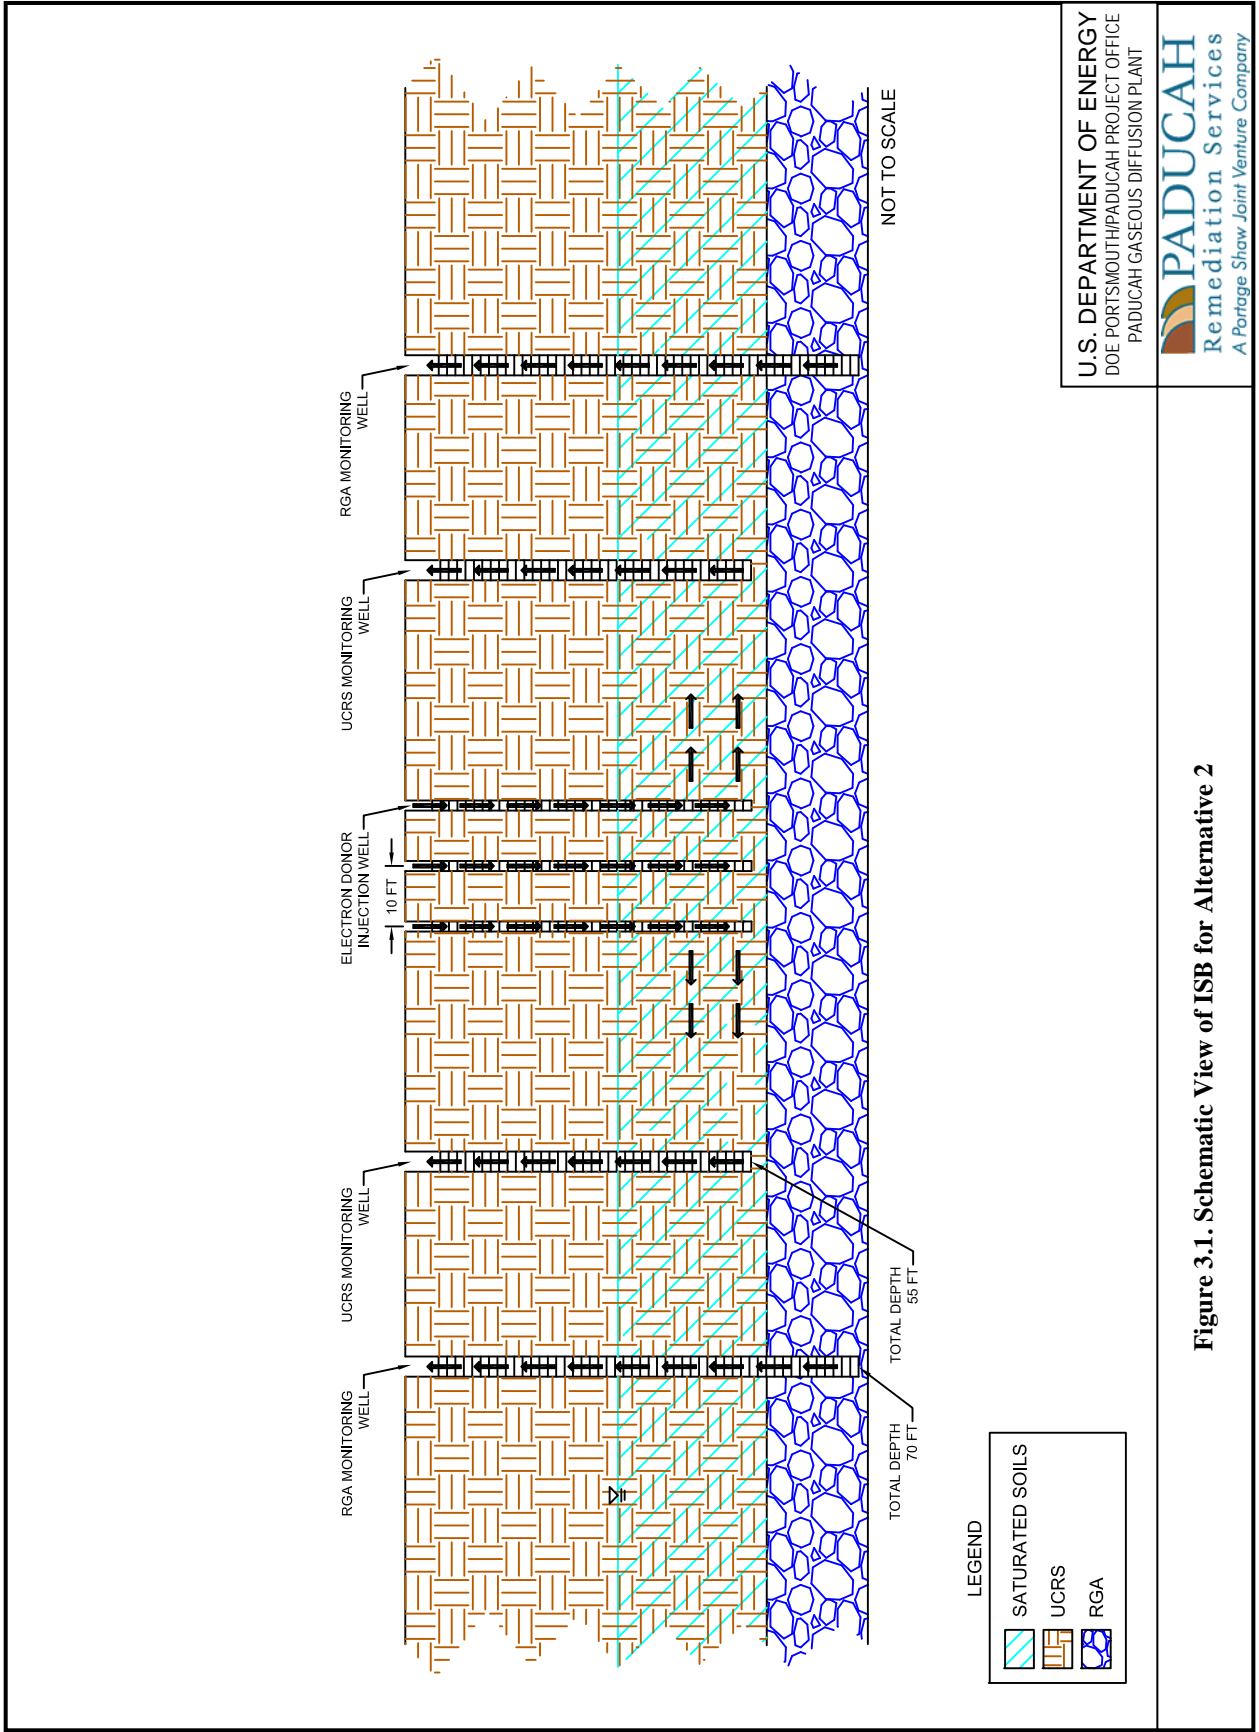 RGA MONITORING
WELL
UCRS MONITORING
WELL
ELECTRON DONOR
INJECTION WELL
10 FT
UCRS MONITORING
WELL
RGA MONITORING
WELL
TOTAL DEPTH
70 FT
TOTAL DEPTH
55 FT
NOT TO SCALE
LEGEND
SATURATED SOILS
UCRS
RGA
U.S. DEPARTMENT OF ENERGY
DOE PORTSMOUTH/PADUCAH PROJECT OFFICE
PADUCAH GASEOUS DIFFUSION PLANT
PADUCAH
Remediation Services
A Portage Shaw Joint Venture Company
Figure 3.1. Schematic View of ISB for Alternative 2